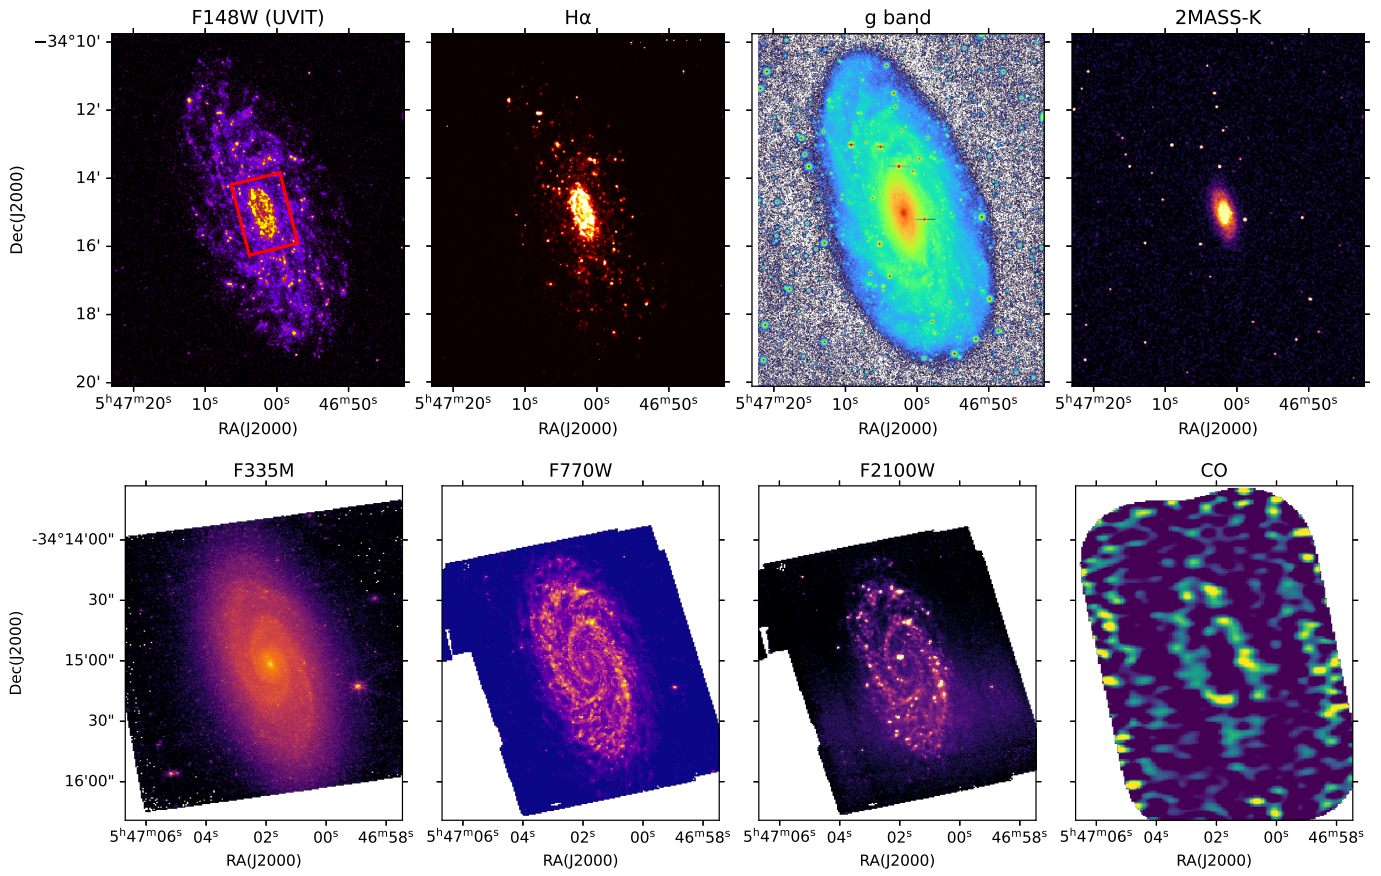 F148W (UVIT) Hα g band 2MASS-K
−34°10'
12'
14'
16'
18'
20'
Dec(J2000)
5ʰ47ᵐ20ˢ 10ˢ 00ˢ 46ᵐ50ˢ 5ʰ47ᵐ20ˢ 10ˢ 00ˢ 46ᵐ50ˢ 5ʰ47ᵐ20ˢ 10ˢ 00ˢ 46ᵐ50ˢ 5ʰ47ᵐ20ˢ 10ˢ 00ˢ 46ᵐ50ˢ
RA(J2000) RA(J2000) RA(J2000) RA(J2000)
F335M F770W F2100W CO
-34°14'00"
30"
15'00"
30"
16'00"
Dec(J2000)
5ʰ47ᵐ06ˢ 04ˢ 02ˢ 00ˢ 46ᵐ58ˢ 5ʰ47ᵐ06ˢ 04ˢ 02ˢ 00ˢ 46ᵐ58ˢ 5ʰ47ᵐ06ˢ 04ˢ 02ˢ 00ˢ 46ᵐ58ˢ 5ʰ47ᵐ06ˢ 04ˢ 02ˢ 00ˢ 46ᵐ58ˢ
RA(J2000) RA(J2000) RA(J2000) RA(J2000)